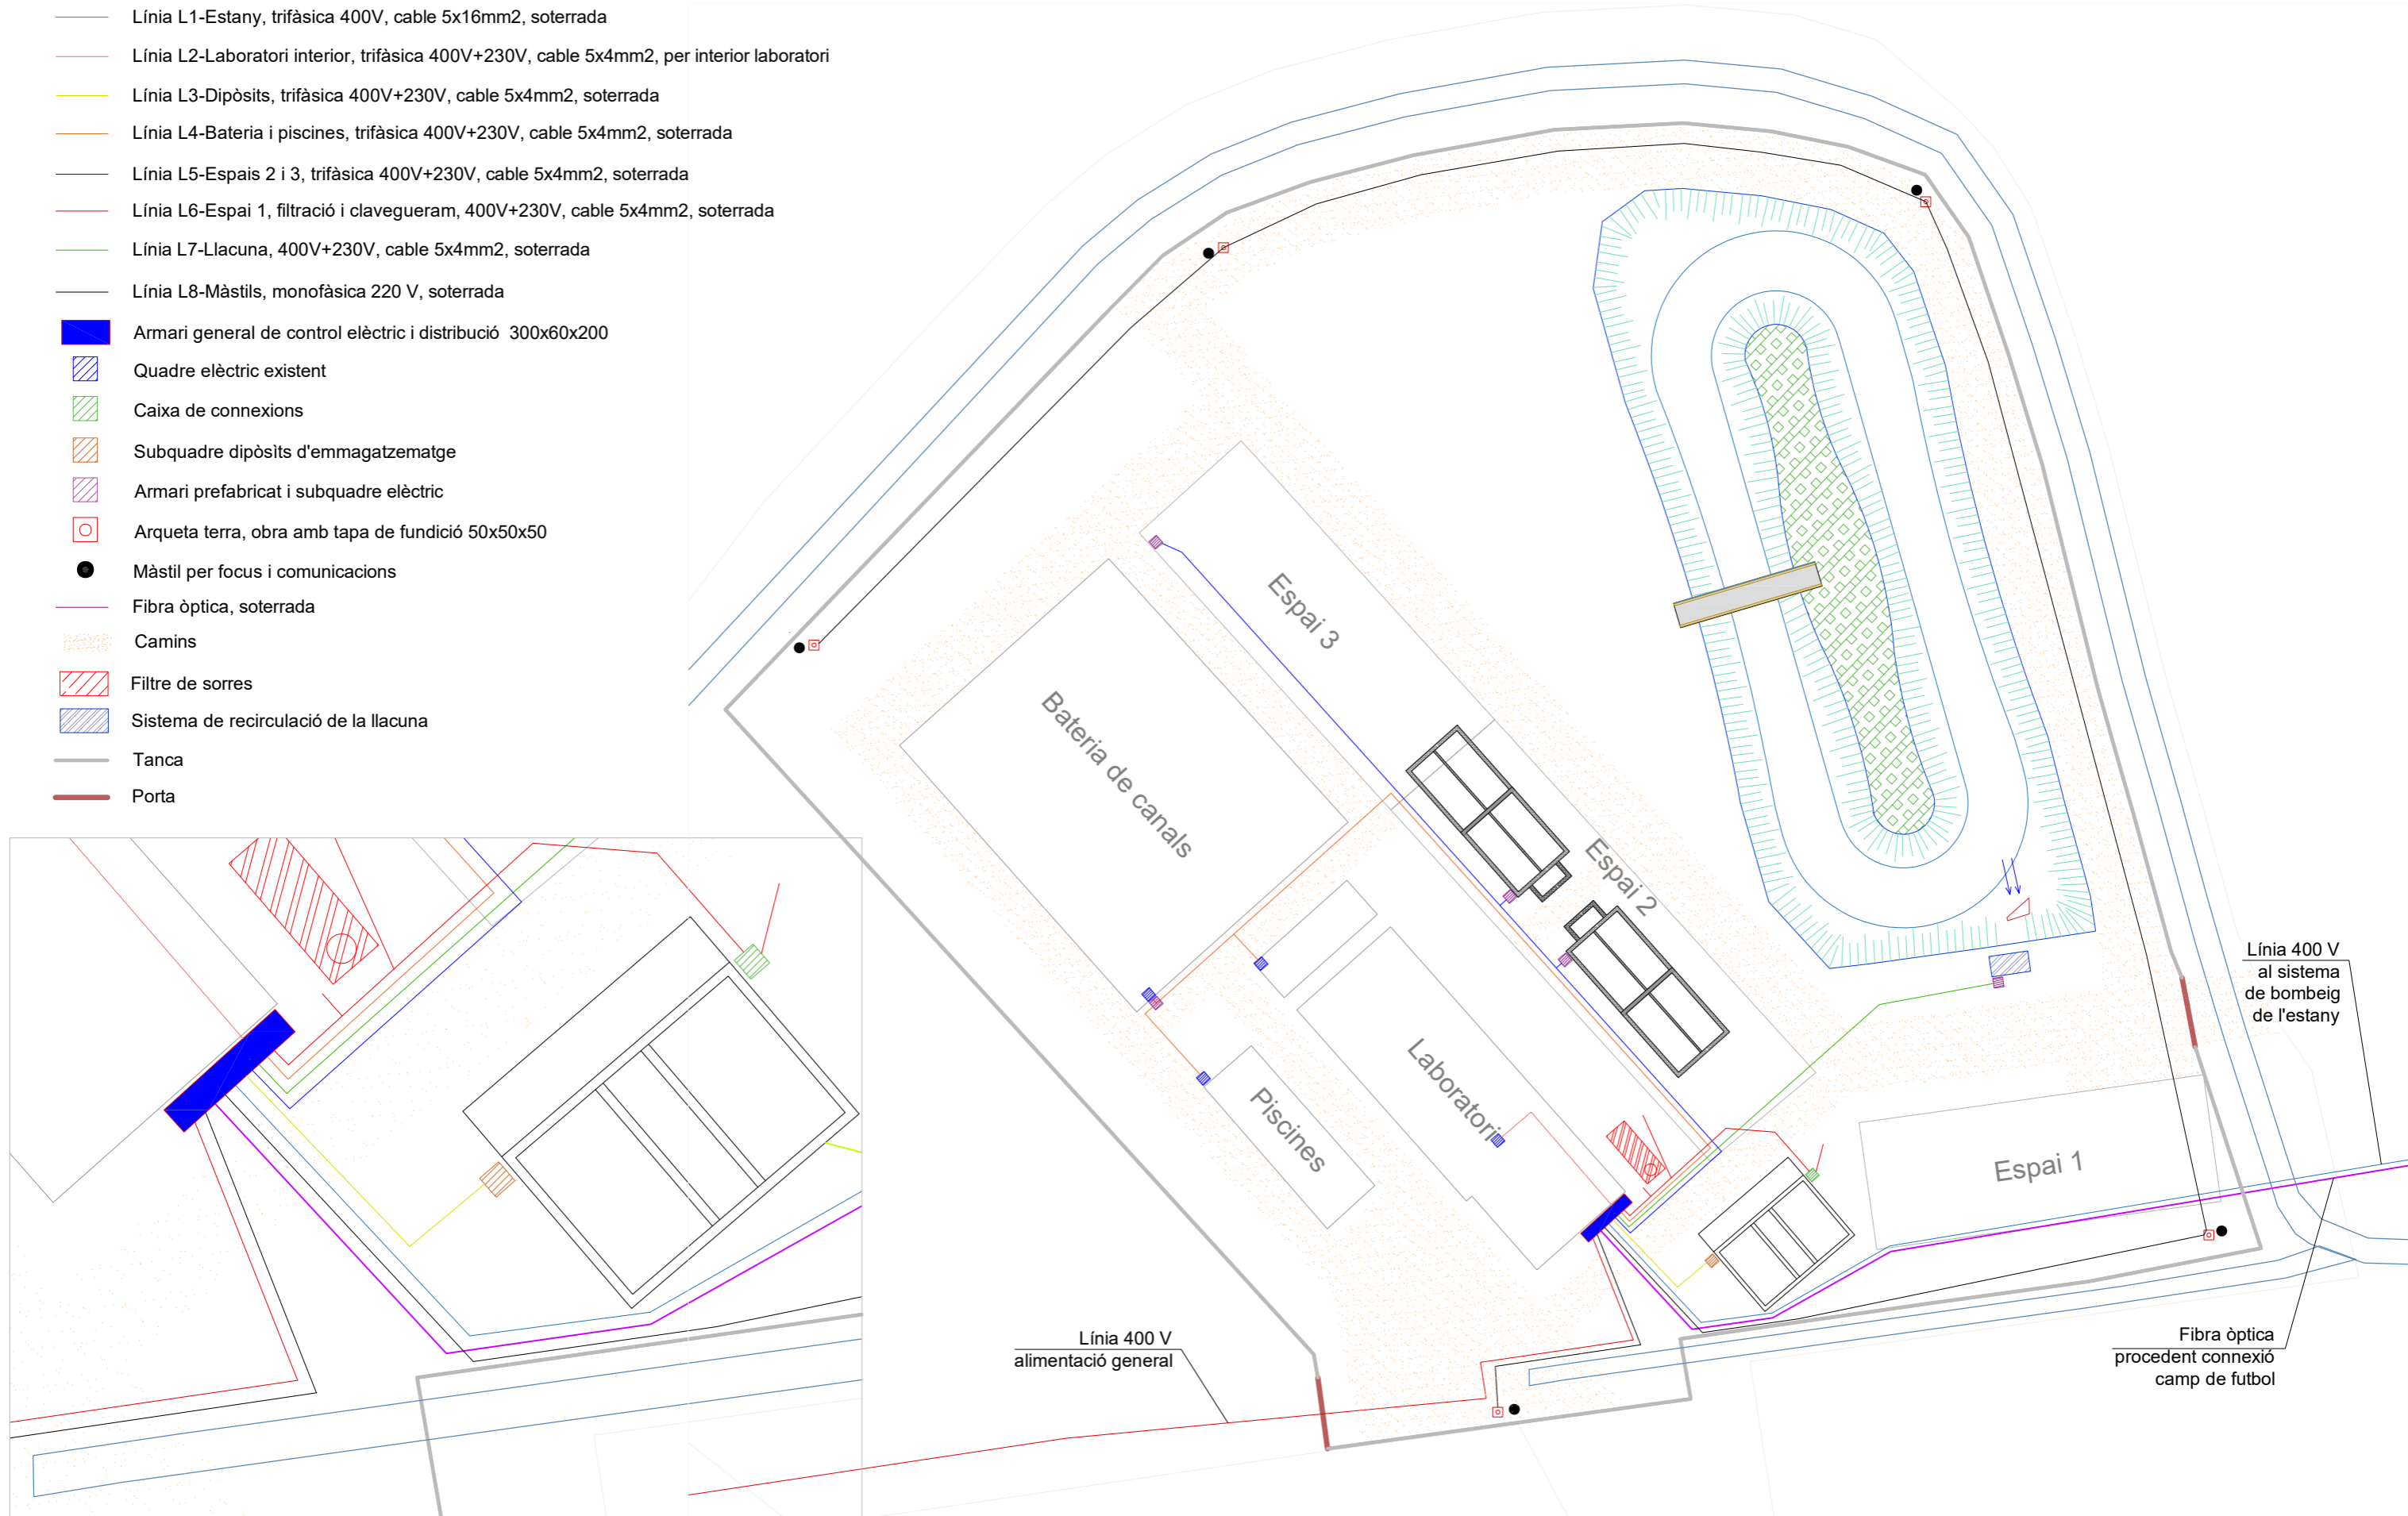 Línia L1-Estany, trifàsica 400V, cable 5x16mm2, soterrada
Línia L2-Laboratori interior, trifàsica 400V+230V, cable 5x4mm2, per interior laboratori
Línia L3-Dipòsits, trifàsica 400V+230V, cable 5x4mm2, soterrada
Línia L4-Bateria i piscines, trifàsica 400V+230V, cable 5x4mm2, soterrada
Línia L5-Espais 2 i 3, trifàsica 400V+230V, cable 5x4mm2, soterrada
Línia L6-Espai 1, filtració i clavegueram, 400V+230V, cable 5x4mm2, soterrada
Línia L7-Llacuna, 400V+230V, cable 5x4mm2, soterrada
Línia L8-Màstils, monofàsica 220 V, soterrada
Armari general de control elèctric i distribució 300x60x200
Quadre elèctric existent
Caixa de connexions
Subquadre dipòsìts d'emmagatzematge
Armari prefabricat i subquadre elèctric
Arqueta terra, obra amb tapa de fundició 50x50x50
Màstil per focus i comunicacions
Fibra òptica, soterrada
Camins
Filtre de sorres
Sistema de recirculació de la llacuna
Tanca
Porta
Espai 3
Bateria de canals
Espai 2
Laboratori
Piscines
Espai 1
Línia 400 V
al sistema
de bombeig
de l'estany
Línia 400 V
alimentació general
Fibra òptica
procedent connexió
camp de futbol